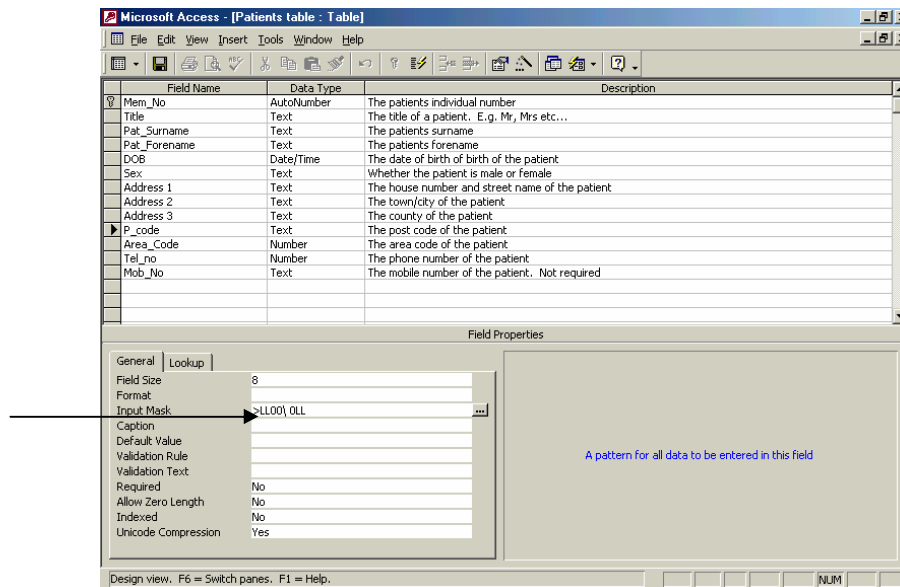 Microsoft Access - [Patients table : Table]
File Edit View Insert Tools Window Help
Field Name Data Type Description
Mem_No AutoNumber The patients individual number
Title Text The title of a patient. E.g. Mr, Mrs etc...
Pat_Surname Text The patients surname
Pat_Forename Text The patients forename
DOB Date/Time The date of birth of birth of the patient
Sex Text Whether the patient is male or female
Address 1 Text The house number and street name of the patient
Address 2 Text The town/city of the patient
Address 3 Text The county of the patient
P_code Text The post code of the patient
Area_Code Number The area code of the patient
Tel_no Number The phone number of the patient
Mob_No Text The mobile number of the patient. Not required
Field Properties
General Lookup
Field Size 8
Format
Input Mask >LL00\ 0LL ...
Caption
Default Value
Validation Rule
Validation Text
Required No
Allow Zero Length No
Indexed No
Unicode Compression Yes
A pattern for all data to be entered in this field
Design view. F6 = Switch panes. F1 = Help. NUM